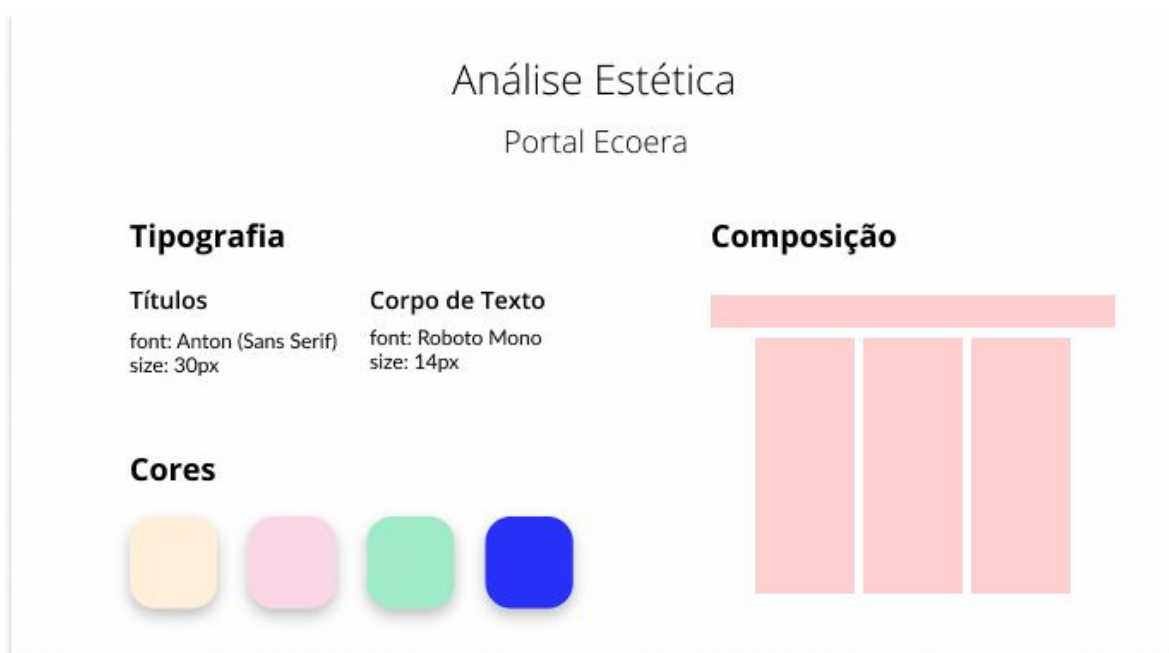 Análise Estética
Portal Ecoera
Tipografia
Títulos
font: Anton (Sans Serif)
size: 30px
Corpo de Texto
font: Roboto Mono
size: 14px
Cores
Composição